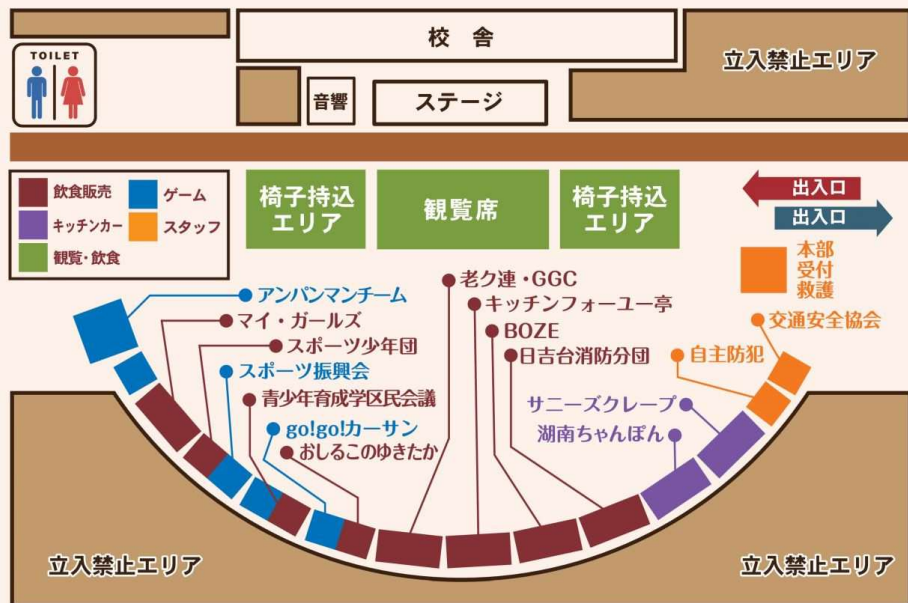 校 舎
立入禁止エリア
TOILET
音響
ステージ
飲食販売
ゲーム
キッチンカー
スタッフ
観覧・飲食
椅子持込
エリア
観覧席
椅子持込
エリア
出入口
出入口
本部
受付
救護
老ク連・GGC
アンパンマンチーム
キッチンフォーユー亭
マイ・ガールズ
BOZE
交通安全協会
スポーツ少年団
日吉台消防分団
自主防犯
スポーツ振興会
青少年育成学区民会議
サニーズクレープ
go!go!カーサン
湖南ちゃんぽん
おしるこのゆきたか
立入禁止エリア
立入禁止エリア